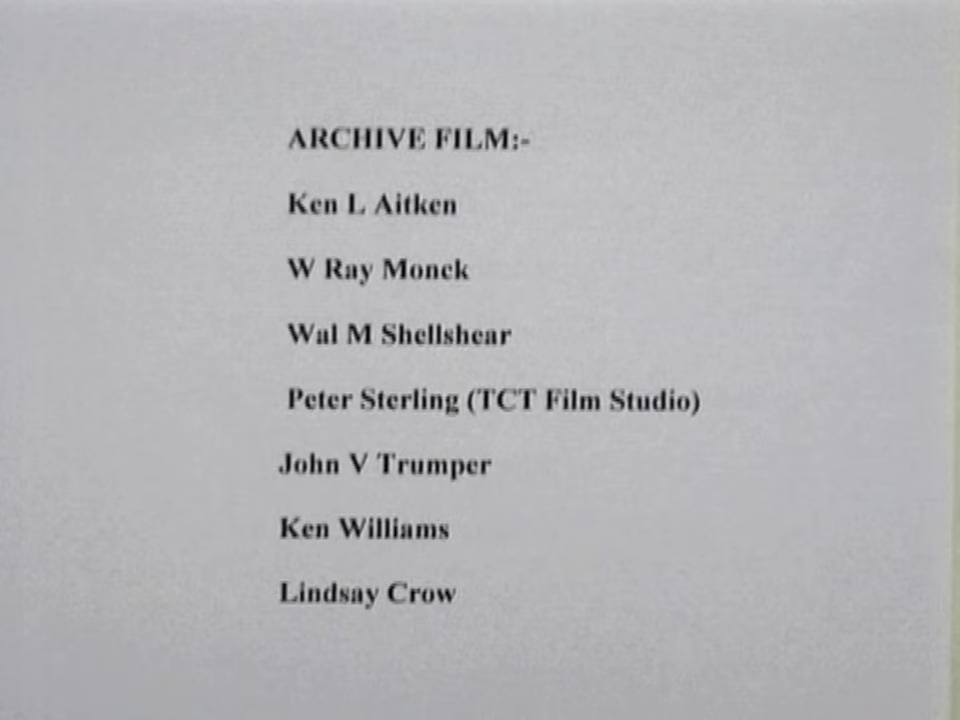 ARCHIVE FILM:-
Ken L Aitken
W Ray Monck
Wal M Shellshear
Peter Sterling (TCT Film Studio)
John V Trumper
Ken Williams
Lindsay Crow